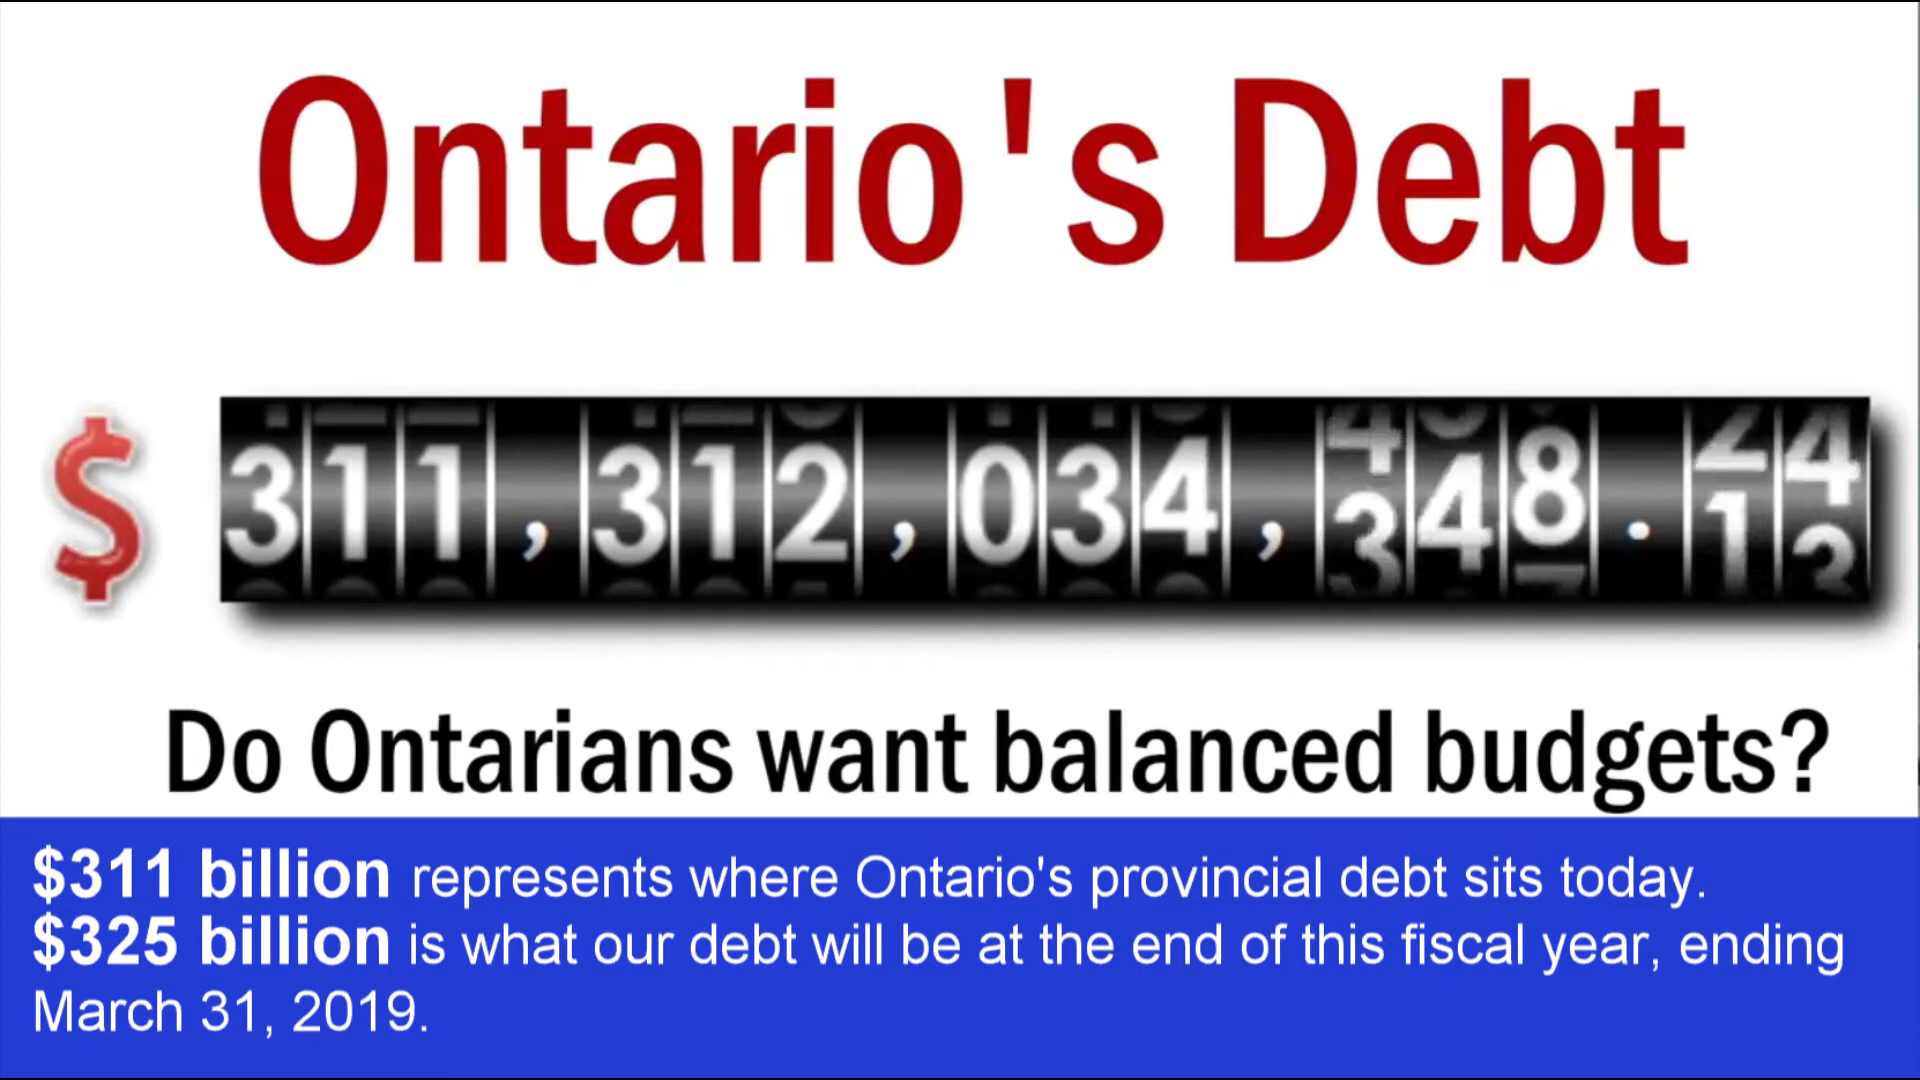 Ontario's Debt
$ 311,312,034,348.13
Do Ontarians want balanced budgets?
$311 billion represents where Ontario's provincial debt sits today.
$325 billion is what our debt will be at the end of this fiscal year, ending
March 31, 2019.